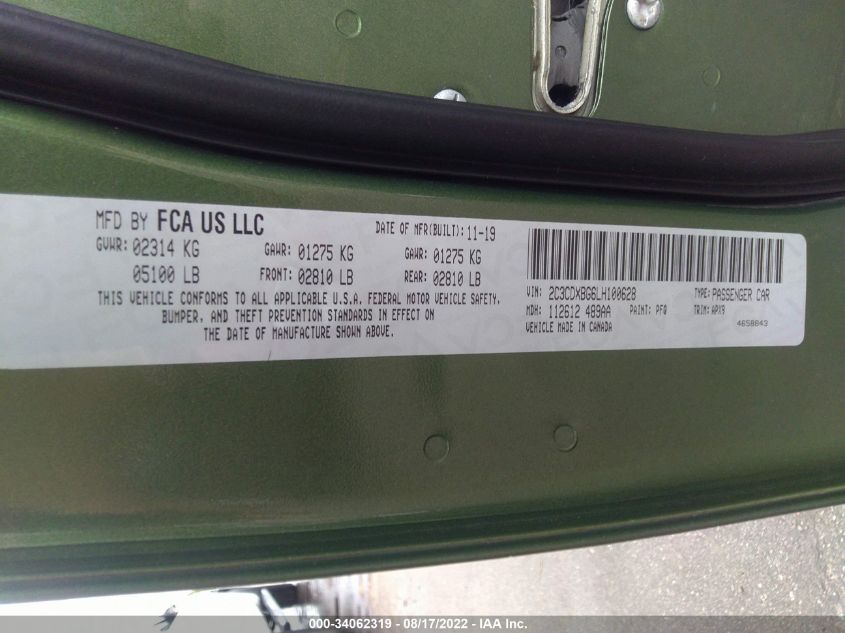 MFD BY FCA US LLC
DATE OF MFR(BUILT): 11-19
GVWR: 02314 KG
GAWR: 01275 KG
GAWR: 01275 KG
05100 LB
FRONT: 02810 LB
REAR: 02810 LB
THIS VEHICLE CONFORMS TO ALL APPLICABLE U.S.A. FEDERAL MOTOR VEHICLE SAFETY,
BUMPER, AND THEFT PREVENTION STANDARDS IN EFFECT ON
THE DATE OF MANUFACTURE SHOWN ABOVE.
VIN: 2C3CDXBG6LH100628
TYPE: PASSENGER CAR
MDH: 112612 489AA
PAINT: PFQ
TRIM: APX9
VEHICLE MADE IN CANADA
4658843
000-34062319 - 08/17/2022 - IAA Inc.